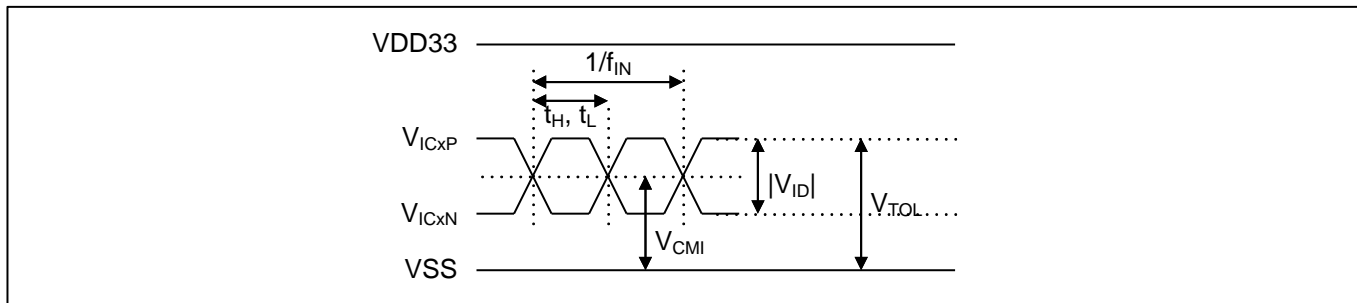 VDD33
1/fIN
tH, tL
VICxP
|VID|
VTOL
VICxN
VCMI
VSS